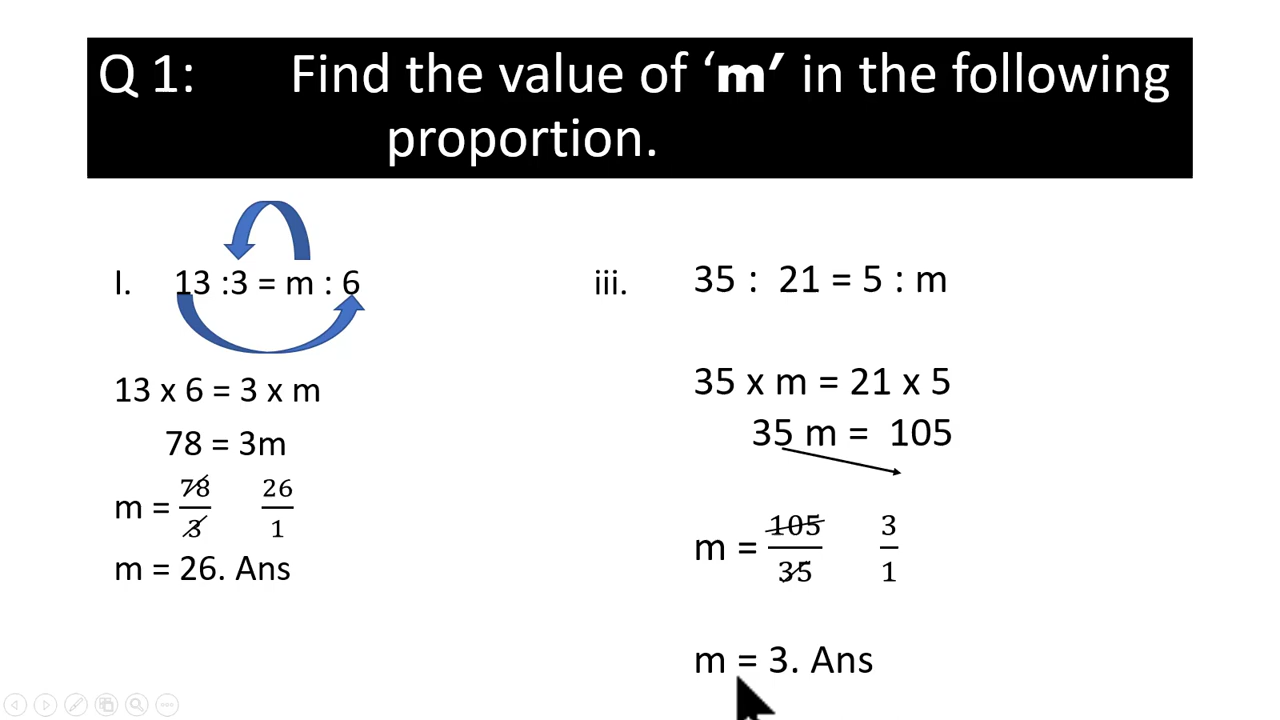 Q 1: Find the value of ‘m’ in the following
proportion.
I. 13 :3 = m : 6
13 x 6 = 3 x m
78 = 3m
m = 78/3 26/1
m = 26. Ans
iii. 35 : 21 = 5 : m
35 x m = 21 x 5
35 m = 105
m = 105/35 3/1
m = 3. Ans